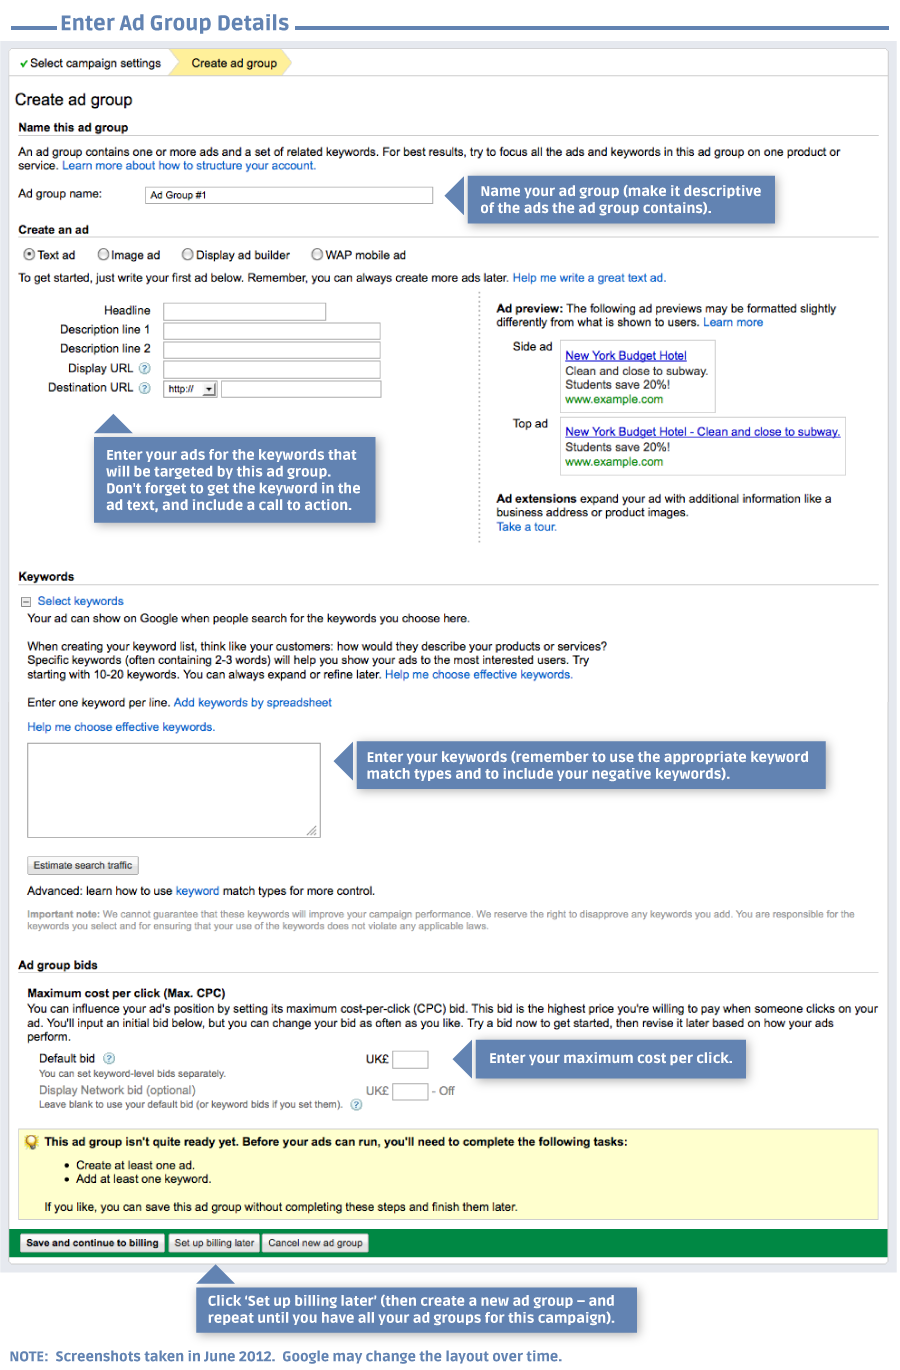 Enter Ad Group Details
✓ Select campaign settings
Create ad group
Create ad group
Name this ad group
An ad group contains one or more ads and a set of related keywords. For best results, try to focus all the ads and keywords in this ad group on one product or
service. Learn more about how to structure your account.
Ad group name:
Ad Group #1
Name your ad group (make it descriptive
of the ads the ad group contains).
Create an ad
Text ad Image ad Display ad builder WAP mobile ad
To get started, just write your first ad below. Remember, you can always create more ads later. Help me write a great text ad.
Headline
Description line 1
Description line 2
Display URL ?
Destination URL ? http://
Enter your ads for the keywords that
will be targeted by this ad group.
Don't forget to get the keyword in the
ad text, and include a call to action.
Ad preview: The following ad previews may be formatted slightly
differently from what is shown to users. Learn more
Side ad
New York Budget Hotel
Clean and close to subway.
Students save 20%!
www.example.com
Top ad
New York Budget Hotel - Clean and close to subway.
Students save 20%!
www.example.com
Ad extensions expand your ad with additional information like a
business address or product images.
Take a tour.
Keywords
Select keywords
Your ad can show on Google when people search for the keywords you choose here.
When creating your keyword list, think like your customers: how would they describe your products or services?
Specific keywords (often containing 2-3 words) will help you show your ads to the most interested users. Try
starting with 10-20 keywords. You can always expand or refine later. Help me choose effective keywords.
Enter one keyword per line. Add keywords by spreadsheet
Help me choose effective keywords.
Enter your keywords (remember to use the appropriate keyword
match types and to include your negative keywords).
Estimate search traffic
Advanced: learn how to use keyword match types for more control.
Important note: We cannot guarantee that these keywords will improve your campaign performance. We reserve the right to disapprove any keywords you add. You are responsible for the
keywords you select and for ensuring that your use of the keywords does not violate any applicable laws.
Ad group bids
Maximum cost per click (Max. CPC)
You can influence your ad's position by setting its maximum cost-per-click (CPC) bid. This bid is the highest price you're willing to pay when someone clicks on your
ad. You'll input an initial bid below, but you can change your bid as often as you like. Try a bid now to get started, then revise it later based on how your ads
perform.
Default bid ? UK£
You can set keyword-level bids separately.
Display Network bid (optional) UK£ - Off
Leave blank to use your default bid (or keyword bids if you set them). ?
Enter your maximum cost per click.
This ad group isn't quite ready yet. Before your ads can run, you'll need to complete the following tasks:
• Create at least one ad.
• Add at least one keyword.
If you like, you can save this ad group without completing these steps and finish them later.
Save and continue to billing Set up billing later Cancel new ad group
Click 'Set up billing later' (then create a new ad group – and
repeat until you have all your ad groups for this campaign).
NOTE: Screenshots taken in June 2012. Google may change the layout over time.